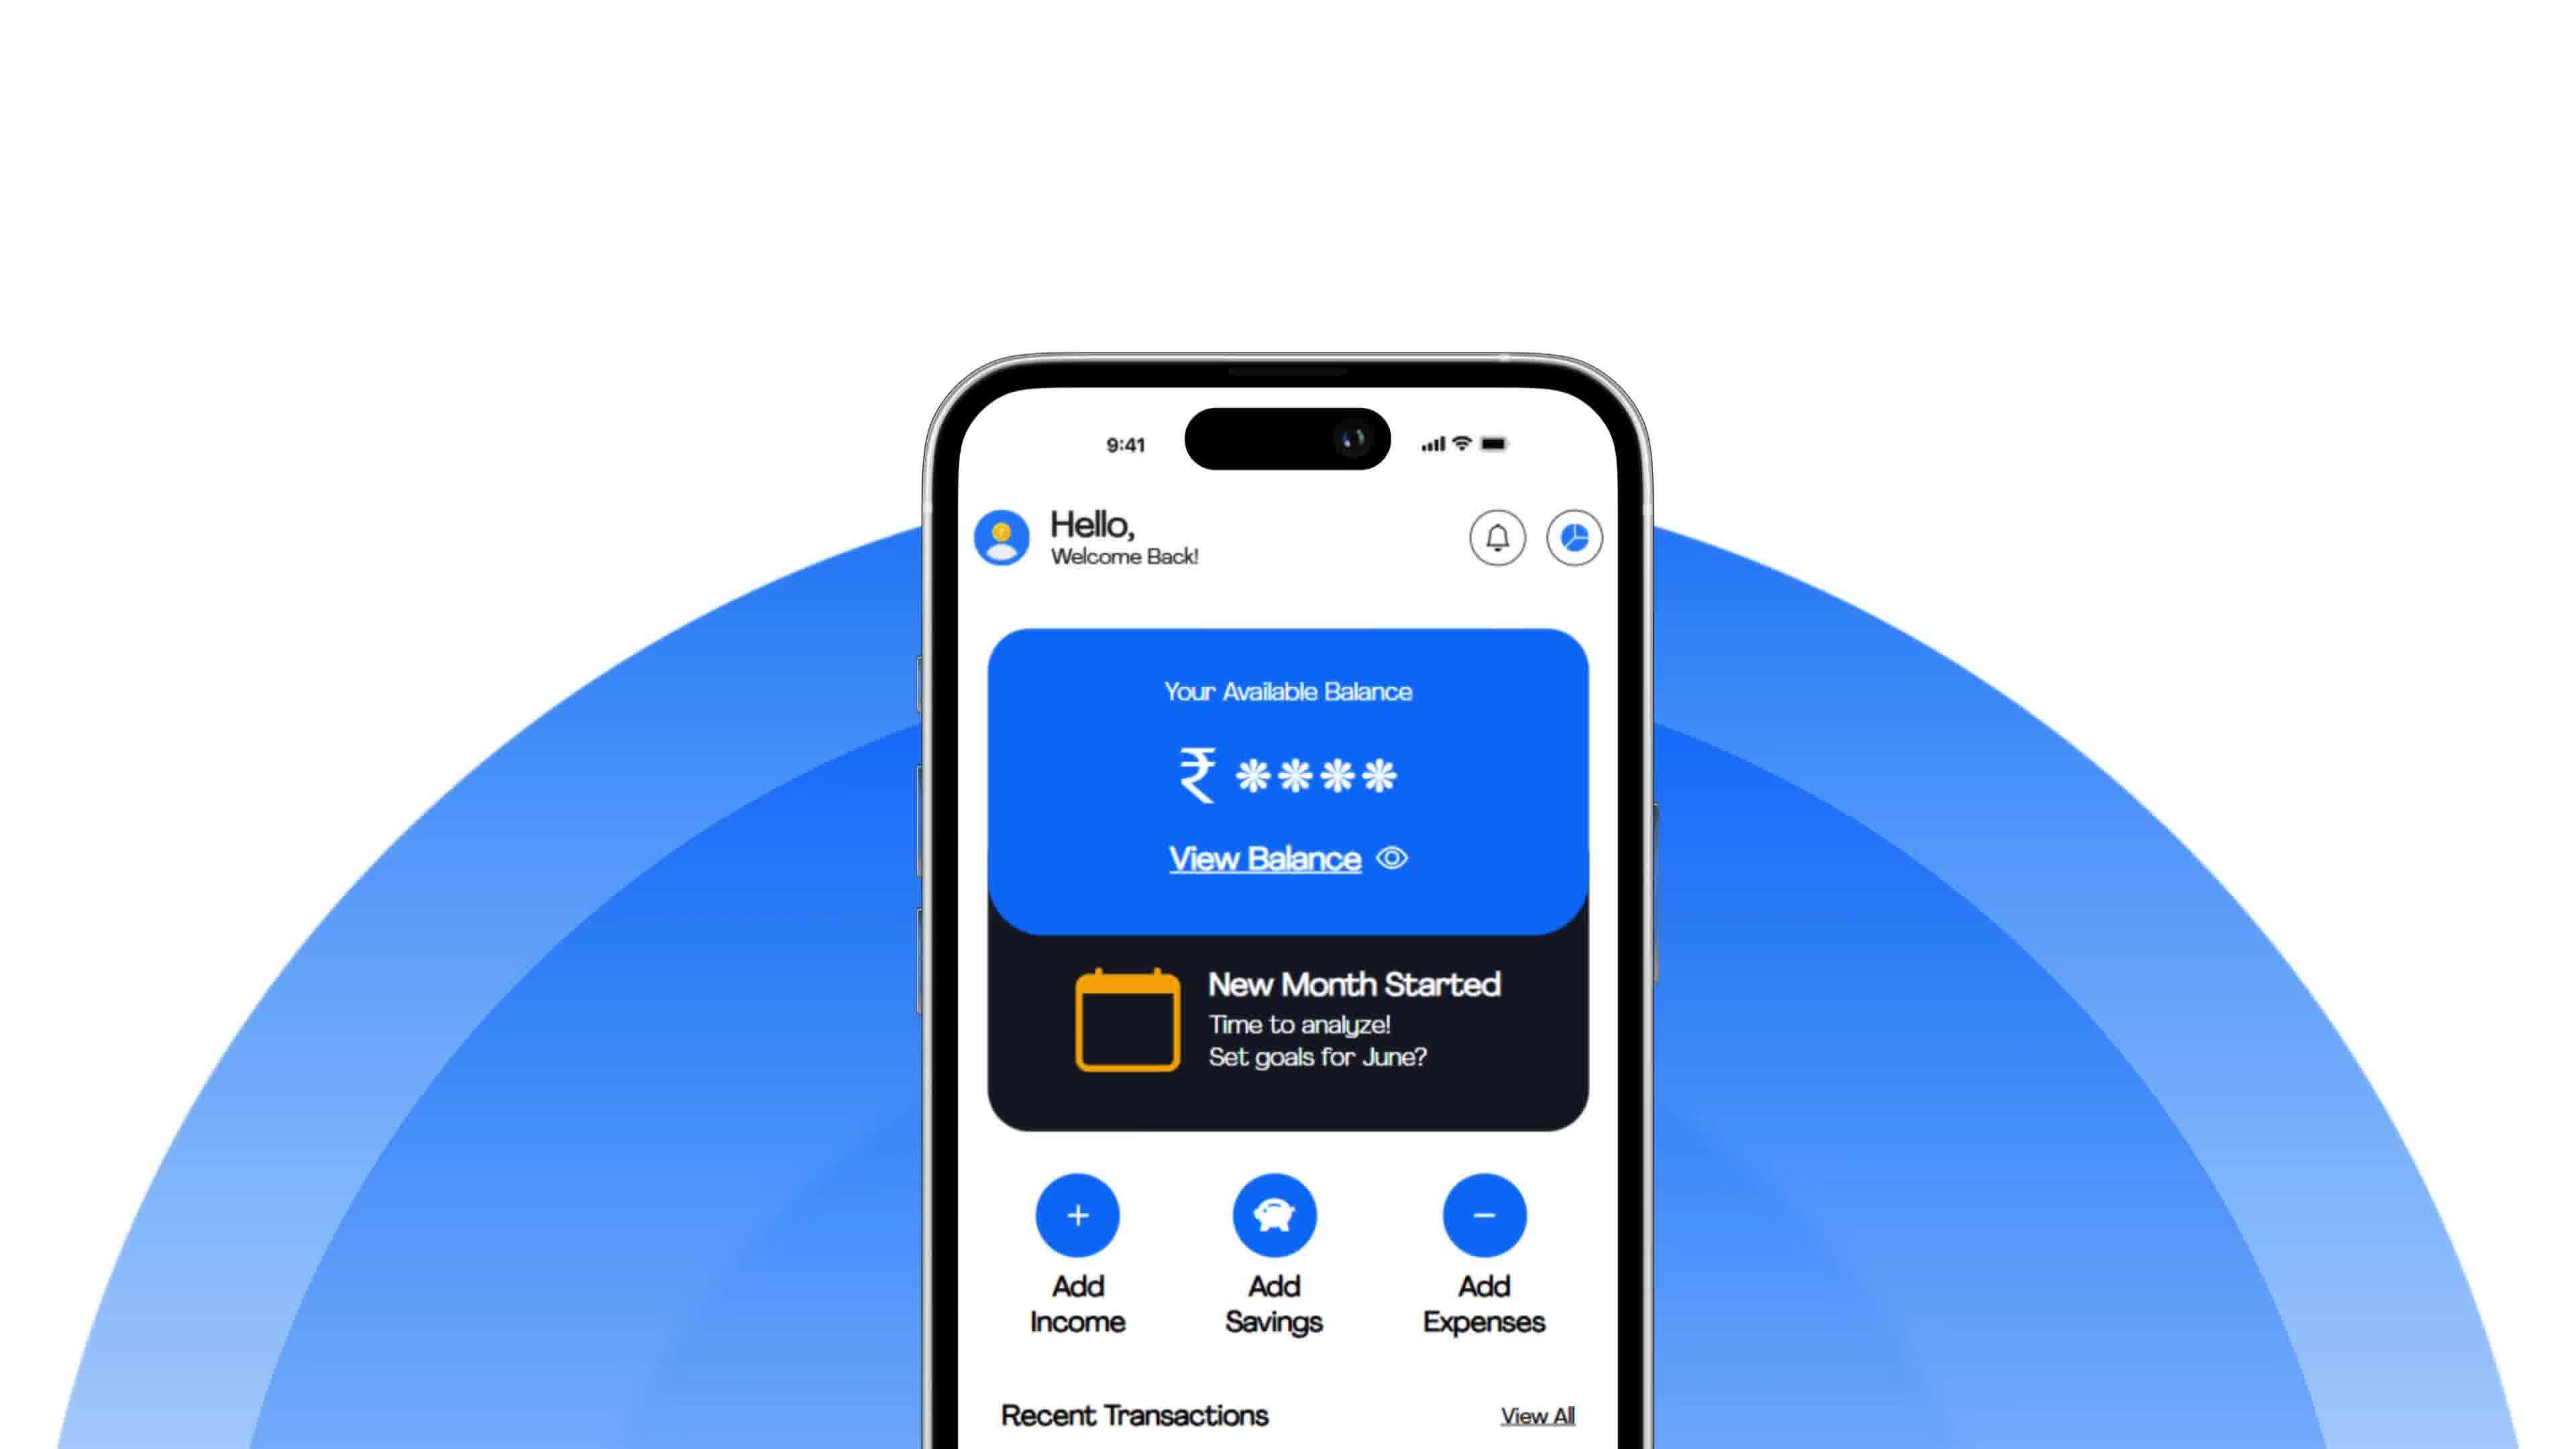 9:41
Hello,
Welcome Back!
Your Available Balance
₹ ****
View Balance
New Month Started
Time to analyze!
Set goals for June?
Add
Income
Add
Savings
Add
Expenses
Recent Transactions
View All